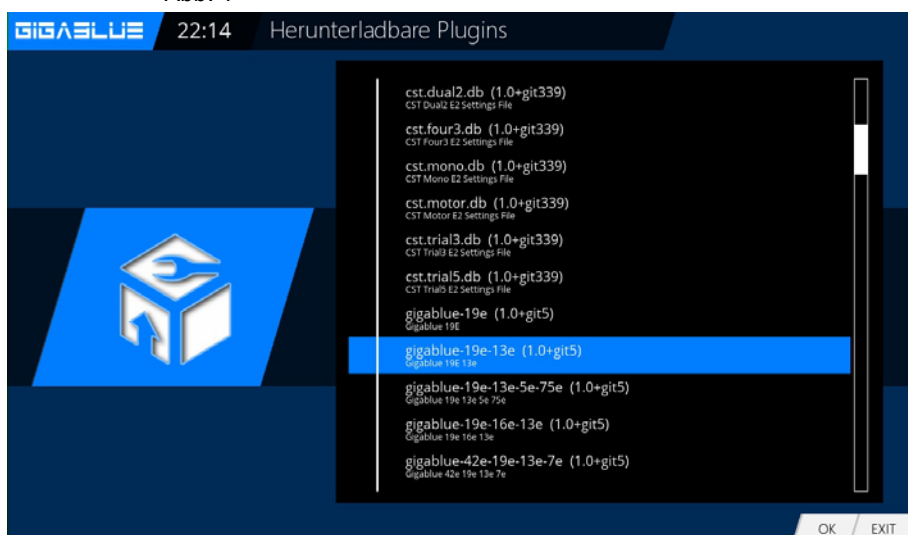 GIGABLUE 22:14 Herunterladbare Plugins
cst.dual2.db (1.0+git339)
CST Dual2 E2 Settings File
cst.four3.db (1.0+git339)
CST Four3 E2 Settings File
cst.mono.db (1.0+git339)
CST Mono E2 Settings File
cst.motor.db (1.0+git339)
CST Motor E2 Settings File
cst.trial3.db (1.0+git339)
CST Trial3 E2 Settings File
cst.trial5.db (1.0+git339)
CST Trial5 E2 Settings File
gigablue-19e (1.0+git5)
Gigablue 19E
gigablue-19e-13e (1.0+git5)
Gigablue 19E 13e
gigablue-19e-13e-5e-75e (1.0+git5)
Gigablue 19e 13e 5e 75e
gigablue-19e-16e-13e (1.0+git5)
Gigablue 19e 16e 13e
gigablue-42e-19e-13e-7e (1.0+git5)
Gigablue 42e 19e 13e 7e
OK / EXIT